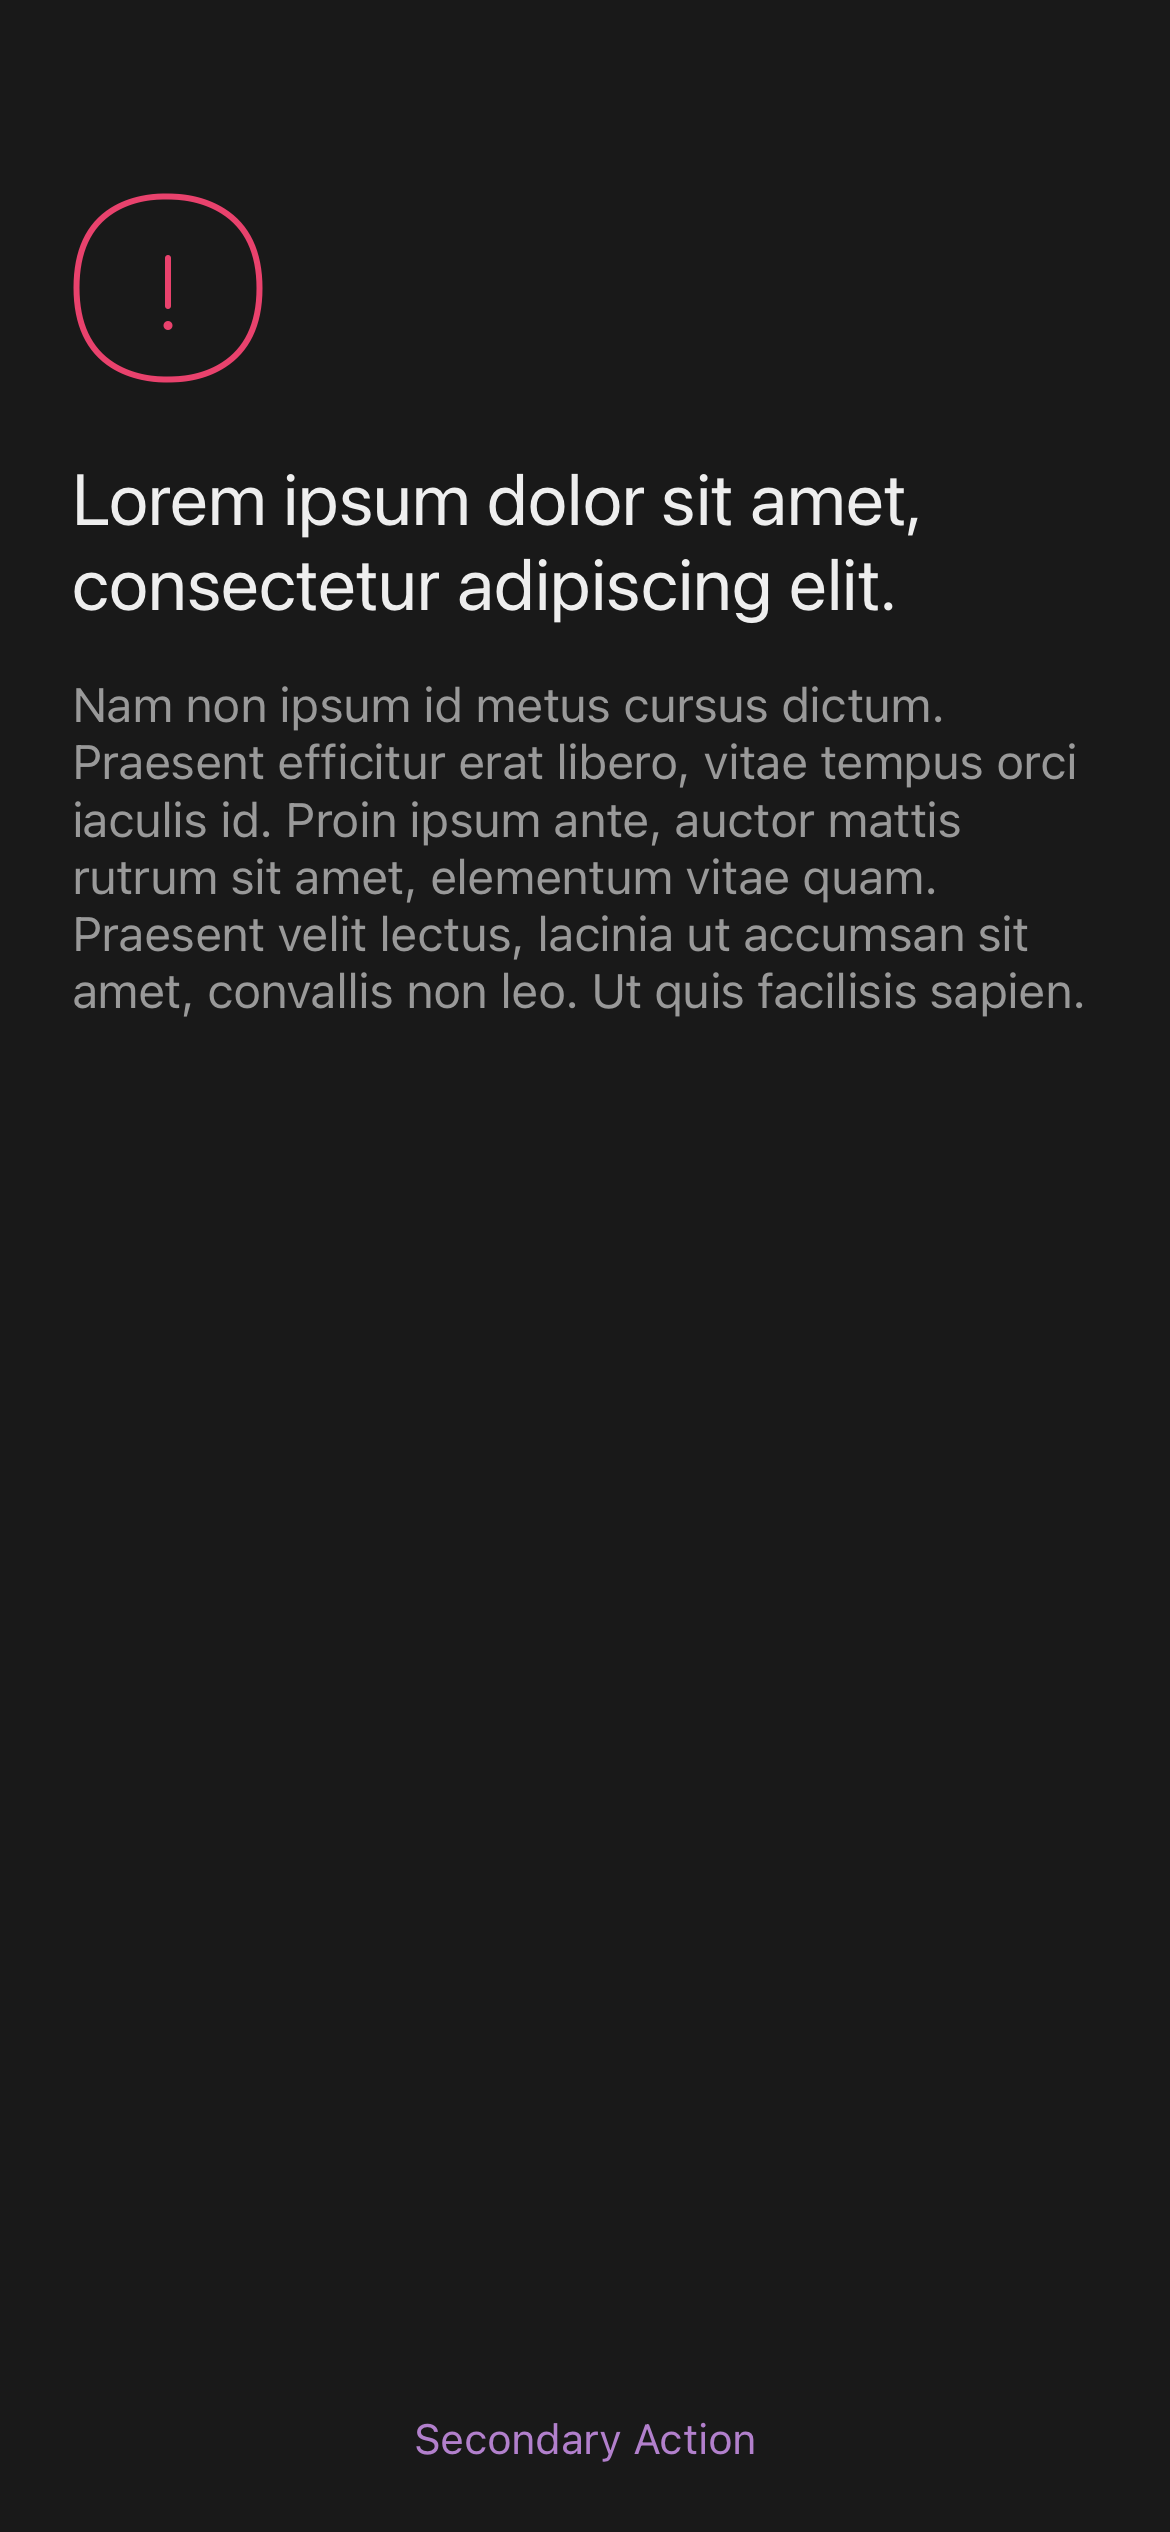 !
Lorem ipsum dolor sit amet,
consectetur adipiscing elit.
Nam non ipsum id metus cursus dictum.
Praesent efficitur erat libero, vitae tempus orci
iaculis id. Proin ipsum ante, auctor mattis
rutrum sit amet, elementum vitae quam.
Praesent velit lectus, lacinia ut accumsan sit
amet, convallis non leo. Ut quis facilisis sapien.
Secondary Action